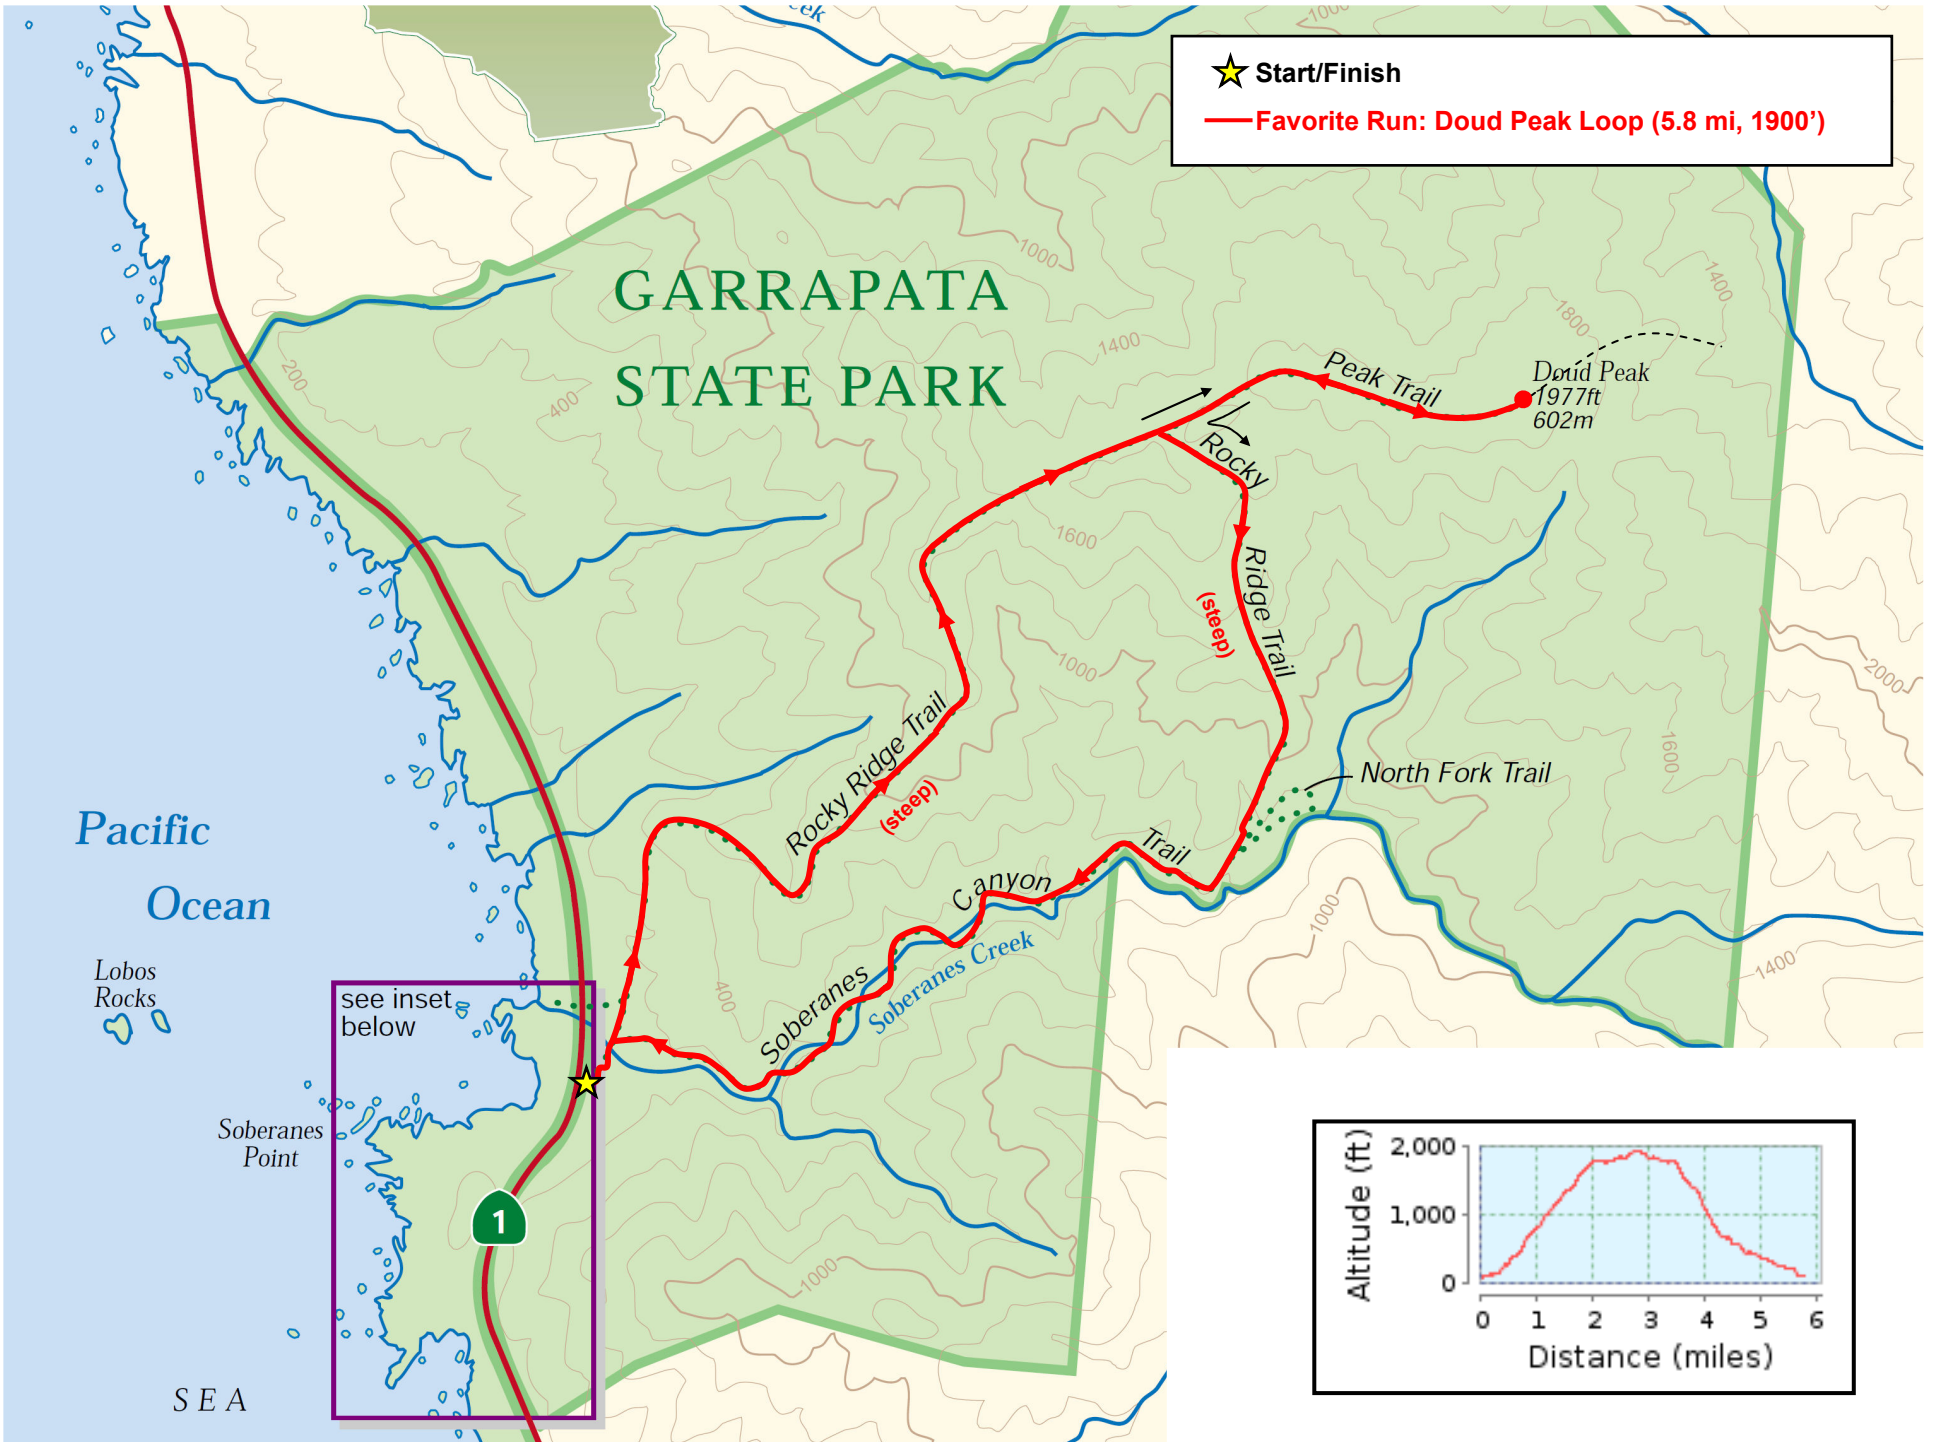 eek
1000
Start/Finish
Favorite Run: Doud Peak Loop (5.8 mi, 1900’)
1000
1400
1800
GARRAPATA
STATE PARK
200
400
1400
Peak Trail
Doud Peak
1977ft
602m
Rocky
Ridge Trail
(steep)
1600
1000
2000
1600
Rocky Ridge Trail
(steep)
North Fork Trail
Pacific
Ocean
Trail
Canyon
Soberanes
Soberanes Creek
1000
1400
400
Lobos
Rocks
see inset
below
Soberanes
Point
1
1000
SEA
Altitude (ft)
2,000
1,000
0
0 1 2 3 4 5 6
Distance (miles)